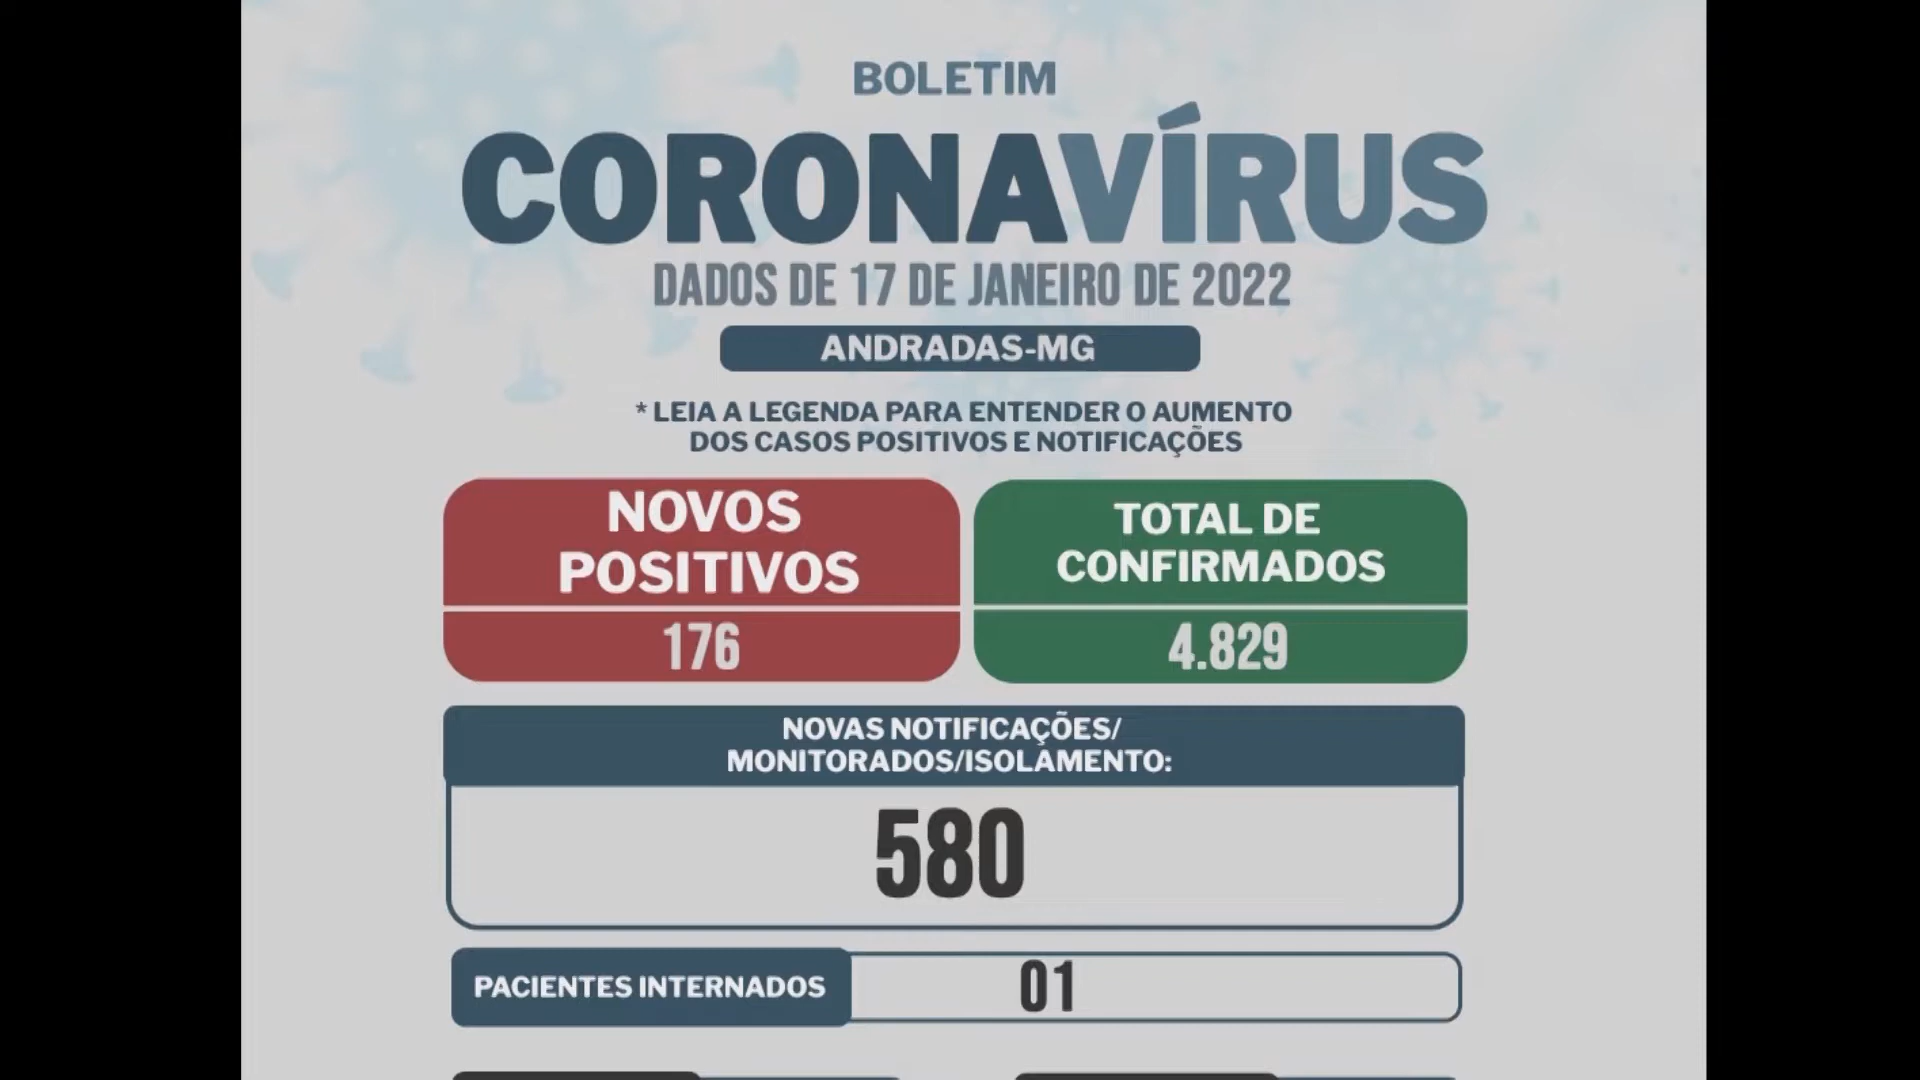 BOLETIM
CORONAVÍRUS
DADOS DE 17 DE JANEIRO DE 2022
ANDRADAS-MG
* LEIA A LEGENDA PARA ENTENDER O AUMENTO
DOS CASOS POSITIVOS E NOTIFICAÇÕES
NOVOS
POSITIVOS
176
TOTAL DE
CONFIRMADOS
4.829
NOVAS NOTIFICAÇÕES/
MONITORADOS/ISOLAMENTO:
580
PACIENTES INTERNADOS
01